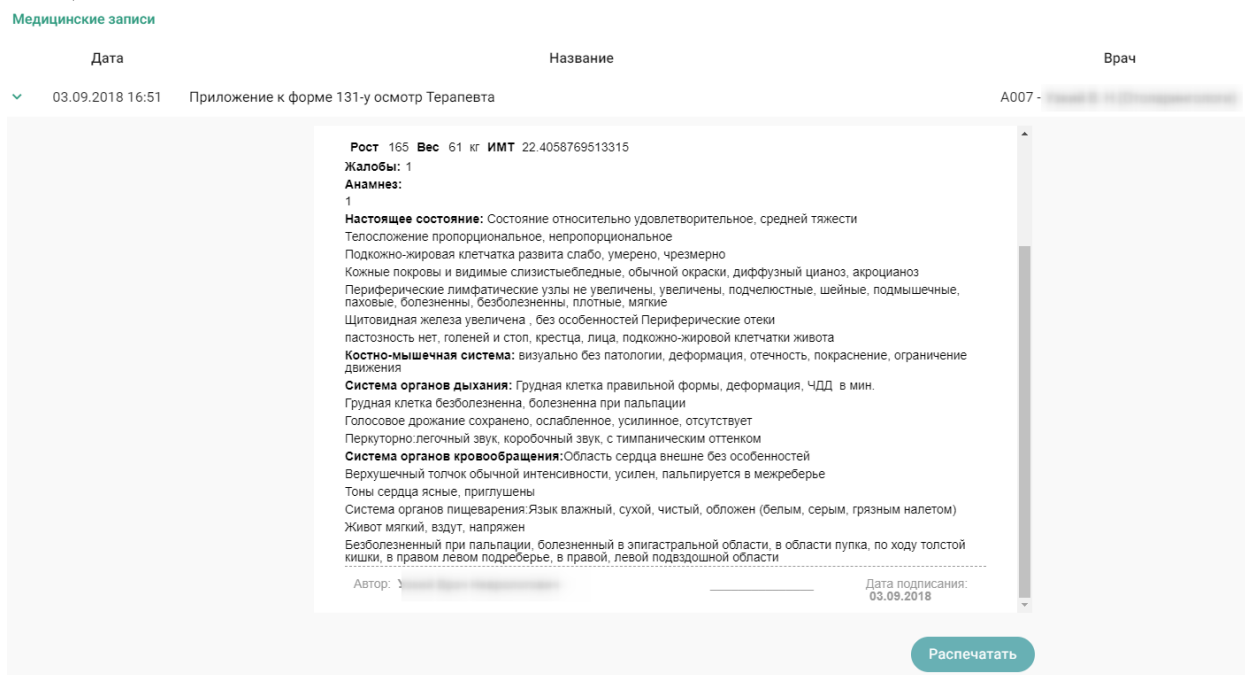 Медицинские записи
Дата Название Врач
03.09.2018 16:51 Приложение к форме 131-у осмотр Терапевта A007 -
Рост 165 Вес 61 кг ИМТ 22.4058769513315
Жалобы: 1
Анамнез:
1
Настоящее состояние: Состояние относительно удовлетворительное, средней тяжести
Телосложение пропорциональное, непропорциональное
Подкожно-жировая клетчатка развита слабо, умерено, чрезмерно
Кожные покровы и видимые слизистыебледные, обычной окраски, диффузный цианоз, акроцианоз
Периферические лимфатические узлы не увеличены, увеличены, подчелюстные, шейные, подмышечные,
паховые, болезненны, безболезненны, плотные, мягкие
Щитовидная железа увеличена , без особенностей Периферические отеки
пастозность нет, голеней и стоп, крестца, лица, подкожно-жировой клетчатки живота
Костно-мышечная система: визуально без патологии, деформация, отечность, покраснение, ограничение
движения
Система органов дыхания: Грудная клетка правильной формы, деформация, ЧДД в мин.
Грудная клетка безболезненна, болезненна при пальпации
Голосовое дрожание сохранено, ослабленное, усилинное, отсутствует
Перкуторно:легочный звук, коробочный звук, с тимпаническим оттенком
Система органов кровообращения:Область сердца внешне без особенностей
Верхушечный толчок обычной интенсивности, усилен, пальпируется в межреберье
Тоны сердца ясные, приглушены
Система органов пищеварения:Язык влажный, сухой, чистый, обложен (белым, серым, грязным налетом)
Живот мягкий, вздут, напряжен
Безболезненный при пальпации, болезненный в эпигастральной области, в области пупка, по ходу толстой
кишки, в правом левом подреберье, в правой, левой подвздошной области
Автор: Дата подписания:
03.09.2018
Распечатать